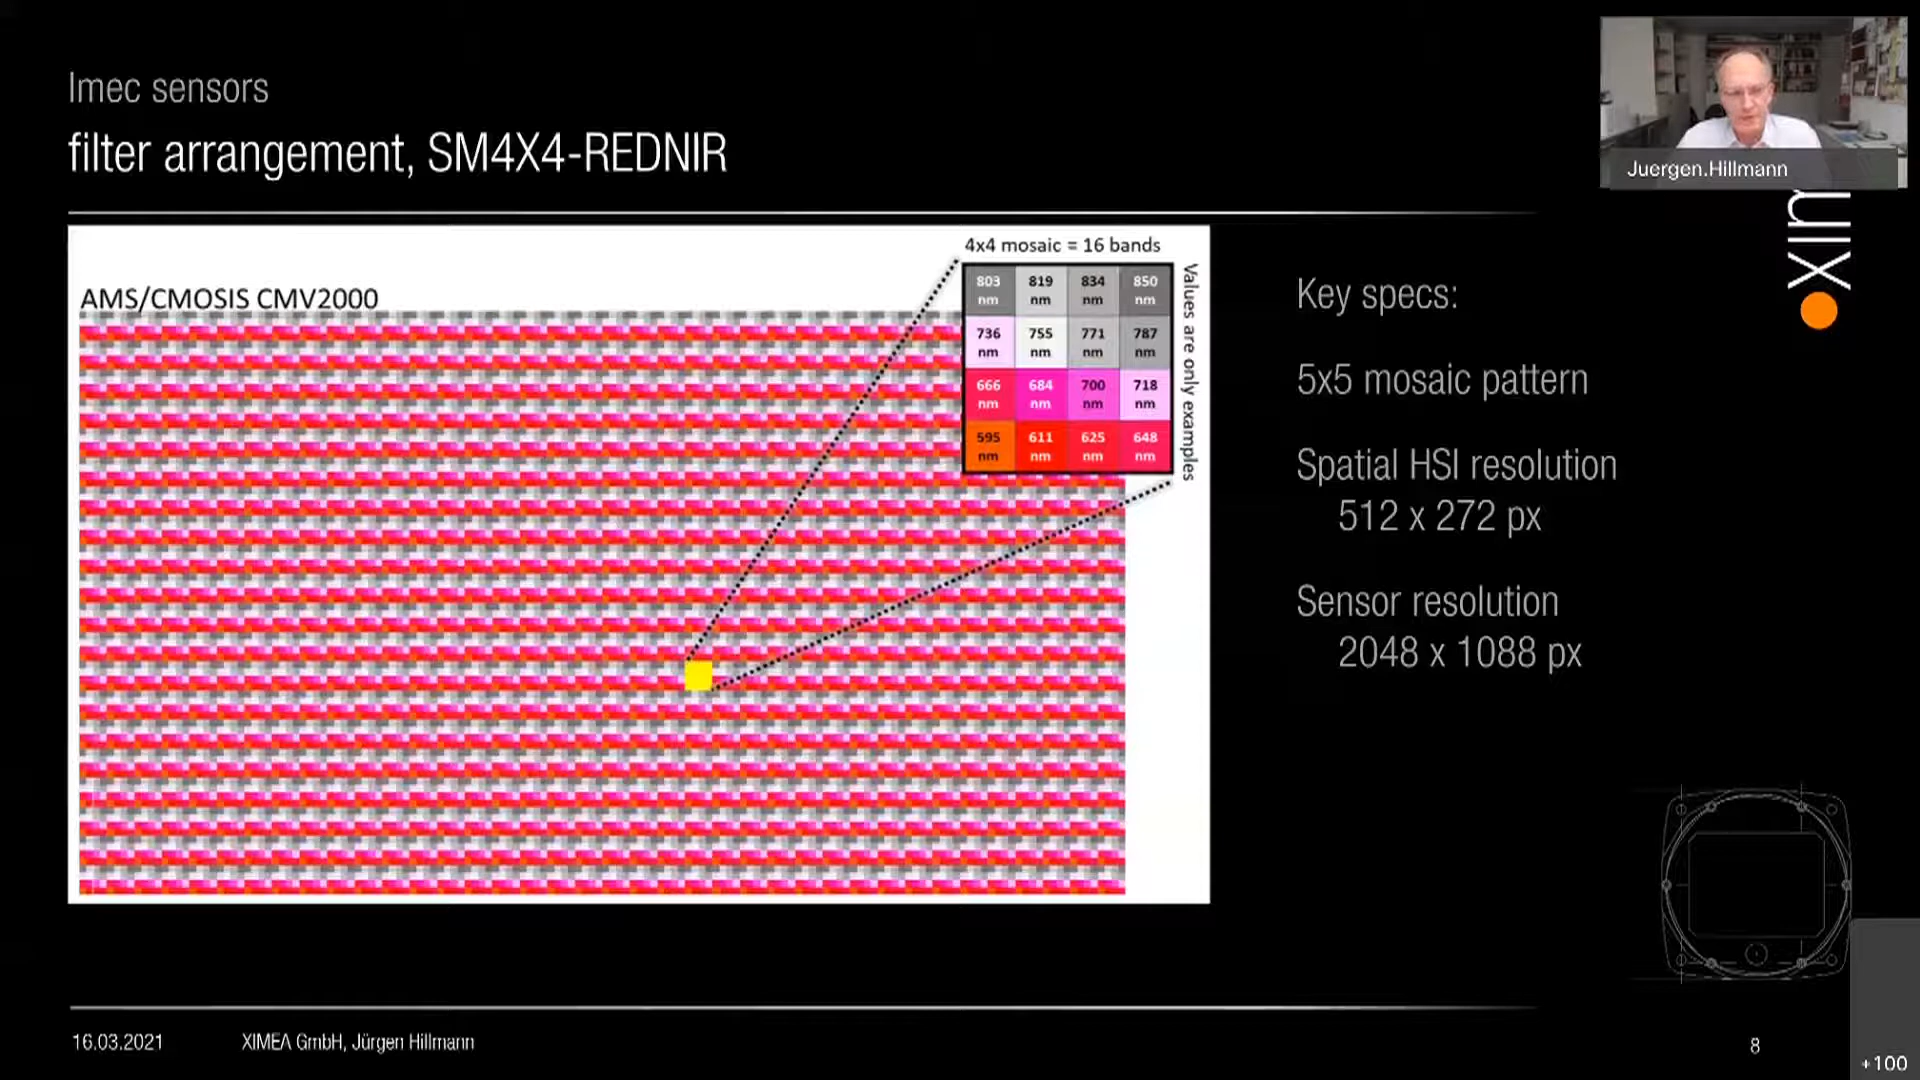 Imec sensors
filter arrangement, SM4X4-REDNIR
Juergen.Hillmann
AMS/CMOSIS CMV2000
4x4 mosaic = 16 bands
803 nm 819 nm 834 nm 850 nm
736 nm 755 nm 771 nm 787 nm
666 nm 684 nm 700 nm 718 nm
595 nm 611 nm 625 nm 648 nm
Values are only examples
Key specs:
5x5 mosaic pattern
Spatial HSI resolution
512 x 272 px
Sensor resolution
2048 x 1088 px
16.03.2021
XIMEA GmbH, Jürgen Hillmann
8
+100